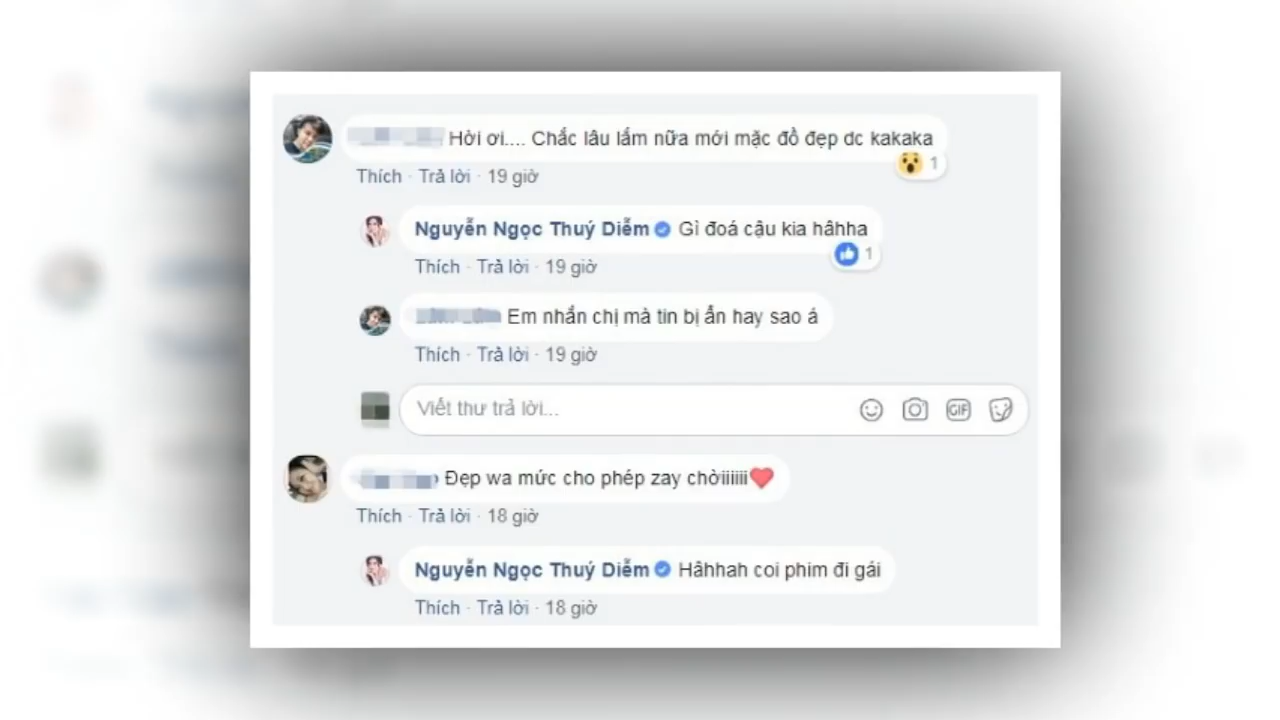 Hời ơi.... Chắc lâu lắm nữa mới mặc đồ đẹp dc kakaka
1
Thích · Trả lời · 19 giờ
Nguyễn Ngọc Thuý Diễm Gì đoá cậu kia hâhha
1
Thích · Trả lời · 19 giờ
Em nhắn chị mà tin bị ẩn hay sao á
Thích · Trả lời · 19 giờ
Viết thư trả lời...
GIF
Đẹp wa mức cho phép zay chờiiiiii
Thích · Trả lời · 18 giờ
Nguyễn Ngọc Thuý Diễm Hâhhah coi phim đi gái
Thích · Trả lời · 18 giờ